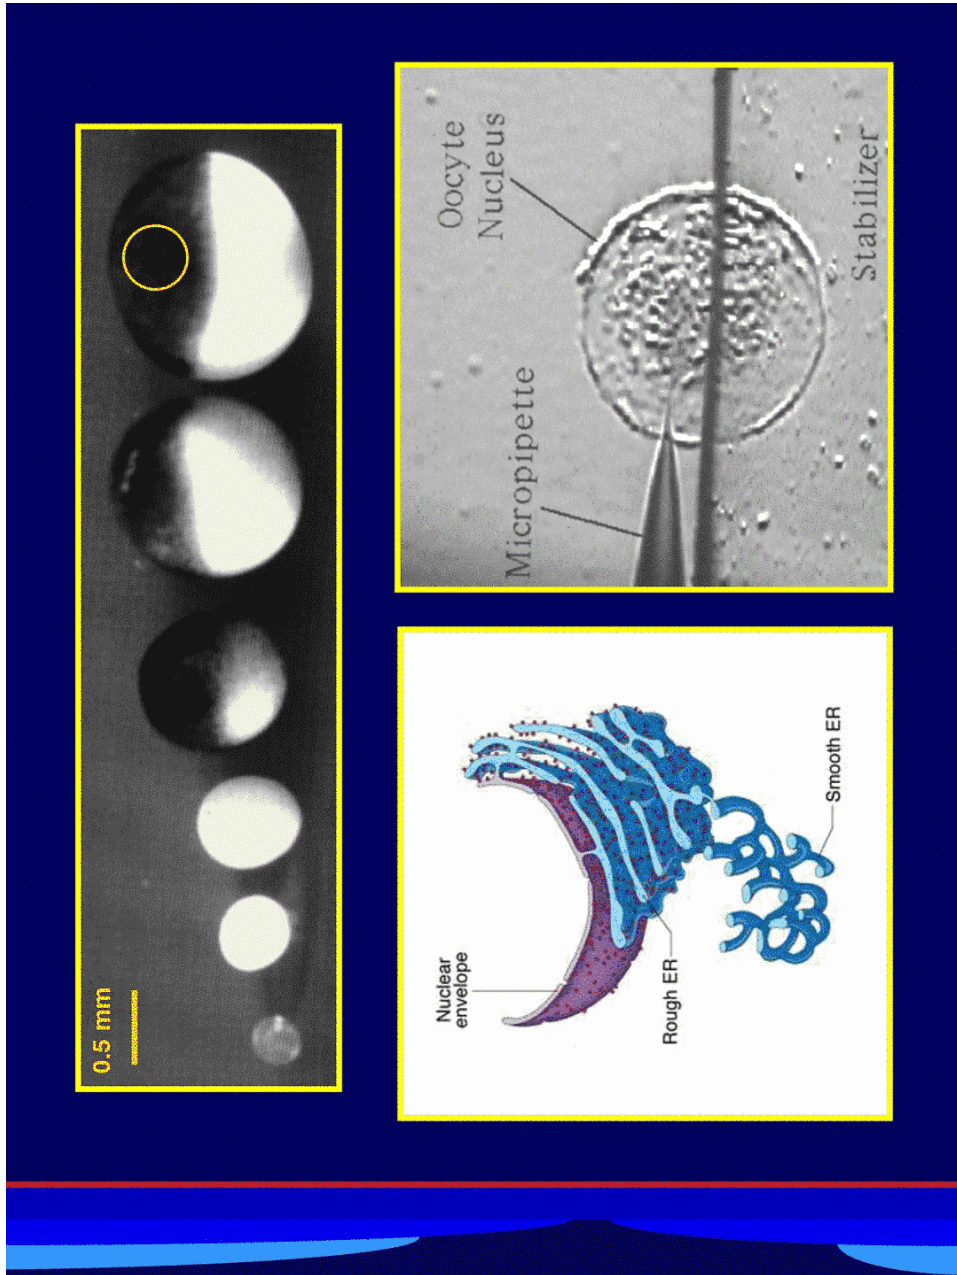 0.5 mm
Oocyte
Nucleus
Micropipette
Stabilizer
Nuclear
envelope
Rough ER
Smooth ER